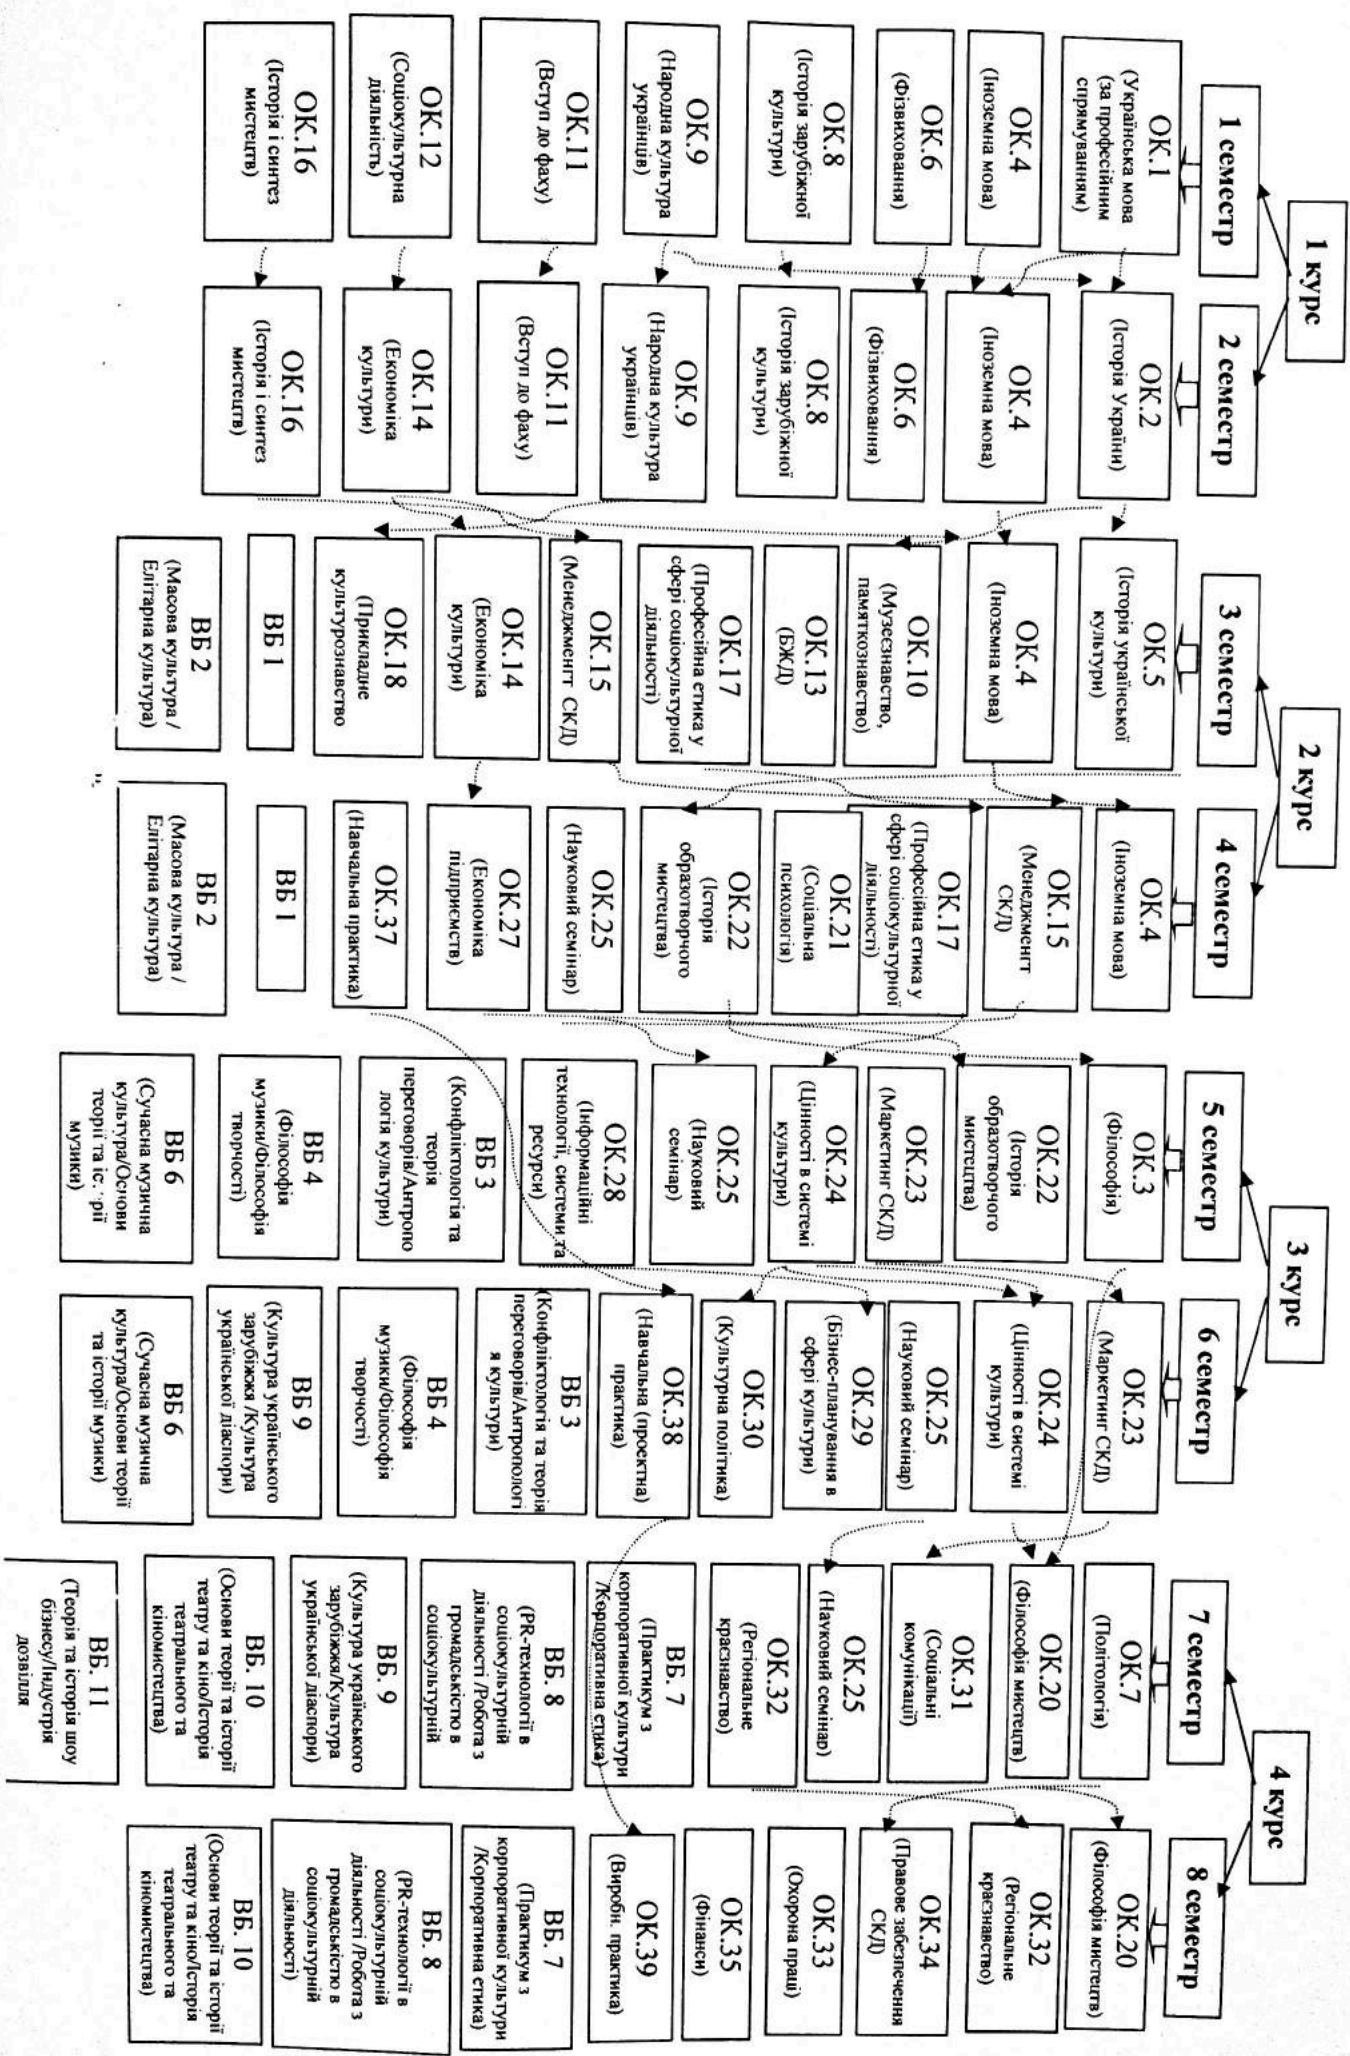 1 курс
1 семестр
ОК.1
(Українська мова
(за професійним
спрямуванням)
ОК.4
(Іноземна мова)
ОК.6
(Фізвиховання)
ОК.8
(Історія зарубіжної
культури)
ОК.9
(Народна культура
українців)
ОК.11
(Вступ до фаху)
ОК.12
(Соціокультурна
діяльність)
ОК.16
(Історія і синтез
мистецтв)
2 семестр
ОК.2
(Історія України)
ОК.4
(Іноземна мова)
ОК.6
(Фізвиховання)
ОК.8
(Історія зарубіжної
культури)
ОК.9
(Народна культура
українців)
ОК.11
(Вступ до фаху)
ОК.14
(Економіка
культури)
ОК.16
(Історія і синтез
мистецтв)
2 курс
3 семестр
ОК.5
(Історія української
культури)
ОК.4
(Іноземна мова)
ОК.10
(Музеєзнавство,
памяткознавство)
ОК.13
(БЖД)
ОК.17
(Професійна етика у
сфері соціокультурної
діяльності)
ОК.15
(Менеджменгт СКД)
ОК.14
(Економіка
культури)
ОК.18
(Прикладне
культурознавство
ВБ 1
ВБ 2
(Масова культура /
Елітарна культура)
4 семестр
ОК.4
(Іноземна мова)
ОК.15
(Менеджменгт
СКД)
ОК.17
(Професійна етика у
сфері соціокультурної
діяльності)
ОК.21
(Соціальна
психологія)
ОК.22
(Історія
образотворчого
мистецтва)
ОК.25
(Науковий семінар)
ОК.27
(Економіка
підприємств)
ОК.37
(Навчальна практика)
ВБ 1
ВБ 2
(Масова культура /
Елітарна культура)
3 курс
5 семестр
ОК.3
(Філософія)
ОК.22
(Історія
образотворчого
мистецтва)
ОК.23
(Маркетинг СКД)
ОК.24
(Цінності в системі
культури)
ОК.25
(Науковий
семінар)
ОК.28
(Інформаційні
технології, системи та
ресурси)
ВБ 3
(Конфліктологія та
теорія
переговорів/Антропо
логія культури)
ВБ 4
(Філософія
музики/Філософія
творчості)
ВБ 6
(Сучасна музична
культура/Основи
теорії та іс. рії
музики)
6 семестр
ОК.23
(Маркетинг СКД)
ОК.24
(Цінності в системі
культури)
ОК.25
(Науковий семінар)
ОК.29
(Бізнес-планування в
сфері культури)
ОК.30
(Культурна політика)
ОК.38
(Навчальна (проектна)
практика)
ВБ 3
(Конфліктологія та теорія
переговорів/Антропологі
я культури)
ВБ 4
(Філософія
музики/Філософія
творчості)
ВБ 9
(Культура українського
зарубіжжя /Культура
української діаспори)
ВБ 6
(Сучасна музична
культура/Основи теорії
та історії музики)
4 курс
7 семестр
ОК.7
(Політологія)
ОК.20
(Філософія мистецтв)
ОК.31
(Соціальні
комунікації)
ОК.25
(Науковий семінар)
ОК.32
(Регіональне
краєзнавство)
ВБ. 7
(Практикум з
корпоративної культури
/Корпоративна етика)
ВБ. 8
(PR-технології в
соціокультурній
діяльності /Робота з
громадськістю в
соціокультурній
ВБ. 9
(Культура українського
зарубіжжя/Культура
української діаспори)
ВБ. 10
(Основи теорії та історії
театру та кіно/Історія
театрального та
кіномистецтва)
ВБ. 11
(Теорія та історія шоу
бізнесу/Індустрія
дозвілля
8 семестр
ОК.20
(Філософія мистецтв)
ОК.32
(Регіональне
краєзнавство)
ОК.34
(Правове забезпечення
СКД)
ОК.33
(Охорона праці)
ОК.35
(Фінанси)
ОК.39
(Виробн. практика)
ВБ. 7
(Практикум з
корпоративної культури
/Корпоративна етика)
ВБ. 8
(PR-технології в
соціокультурній
діяльності /Робота з
громадськістю в
соціокультурній
діяльності)
ВБ. 10
(Основи теорії та історії
театру та кіно/Історія
театрального та
кіномистецтва)